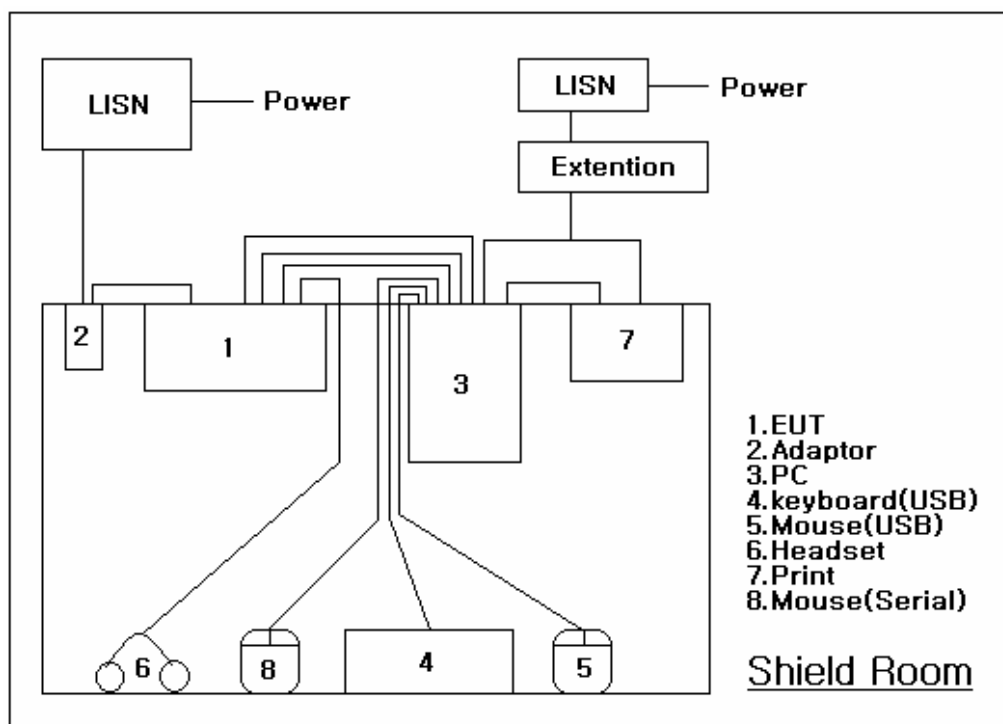 LISN
Power
LISN
Power
Extention
2
1
3
7
1.EUT
2.Adaptor
3.PC
4.keyboard(USB)
5.Mouse(USB)
6.Headset
7.Print
8.Mouse(Serial)
6
8
4
5
Shield Room